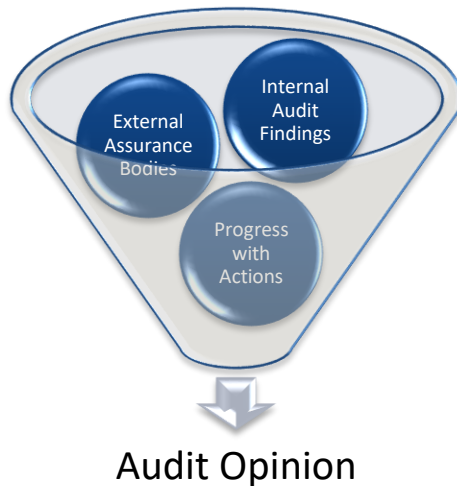 Internal
Audit
Findings
External
Assurance
Bodies
Progress
with
Actions
Audit Opinion